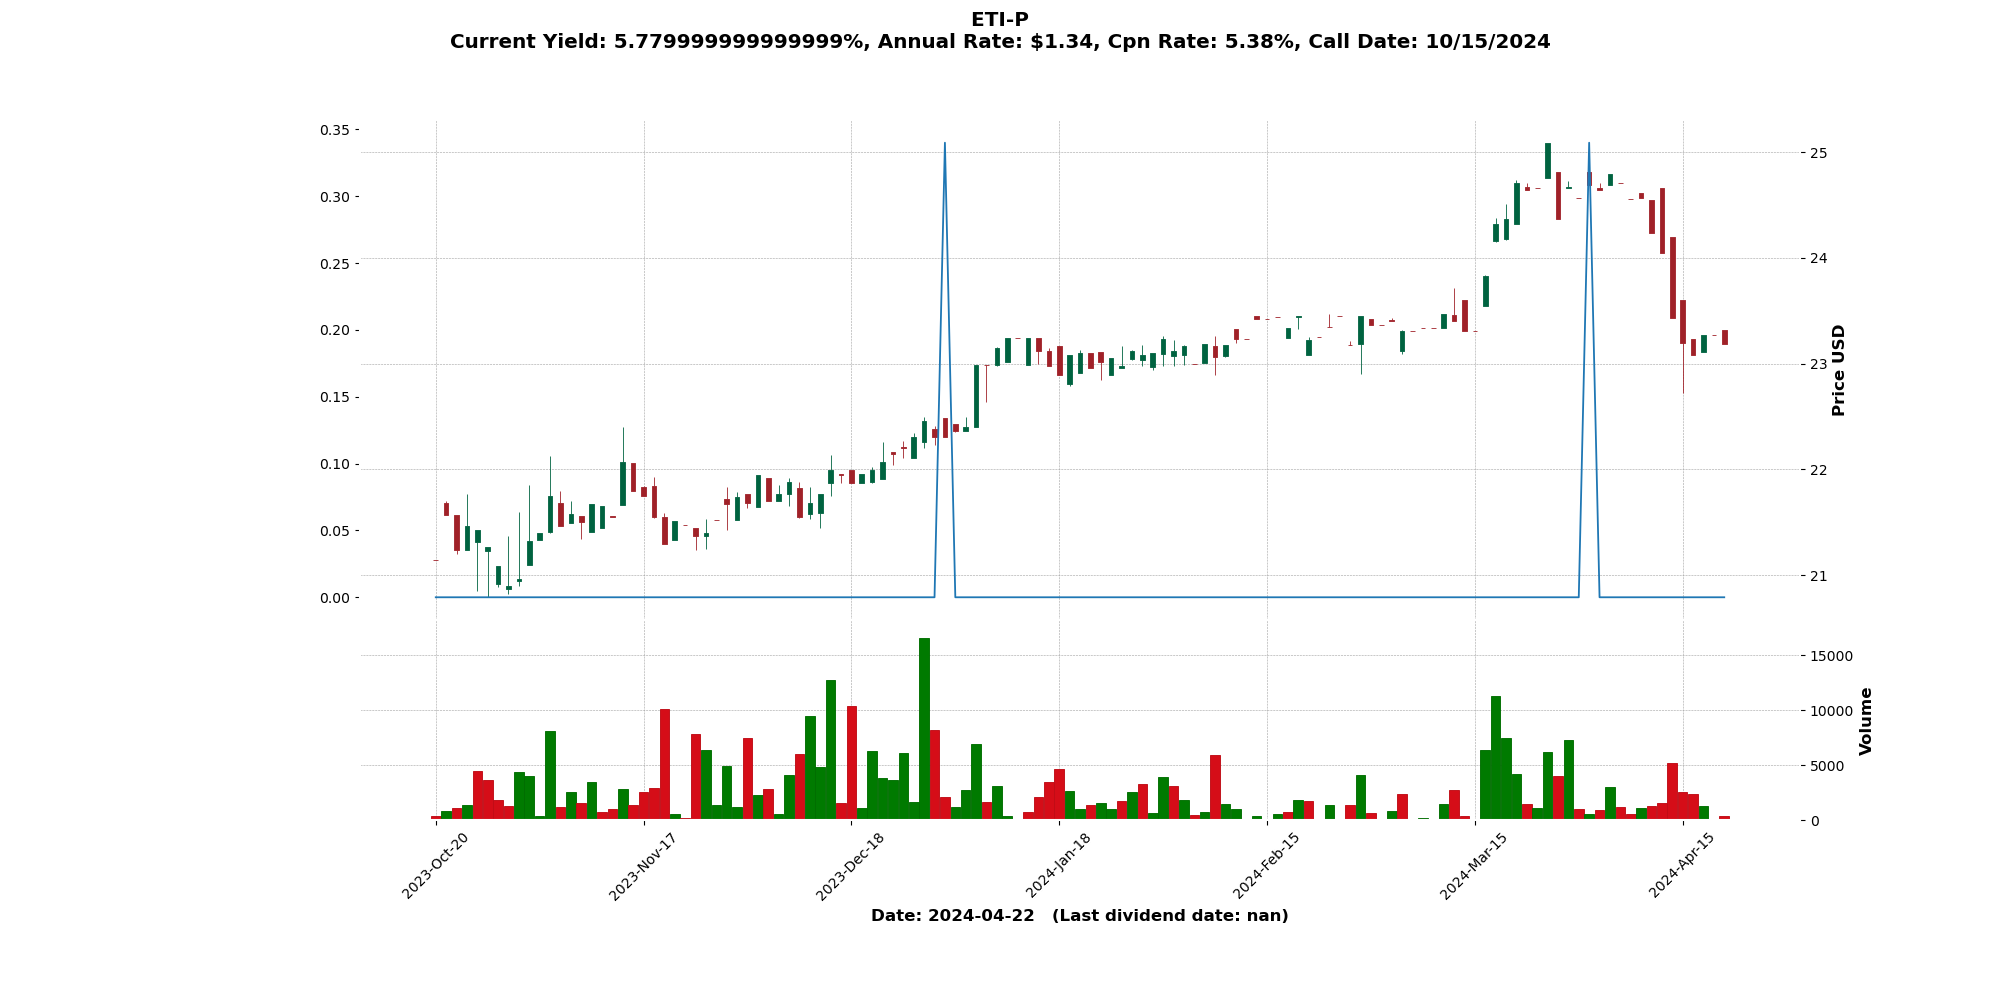 ETI-P
Current Yield: 5.779999999999999%, Annual Rate: $1.34, Cpn Rate: 5.38%, Call Date: 10/15/2024
0.35
0.30
0.25
0.20
0.15
0.10
0.05
0.00
25
24
23
22
21
Price USD
15000
10000
5000
0
Volume
2023-Oct-20
2023-Nov-17
2023-Dec-18
2024-Jan-18
2024-Feb-15
2024-Mar-15
2024-Apr-15
Date: 2024-04-22 (Last dividend date: nan)